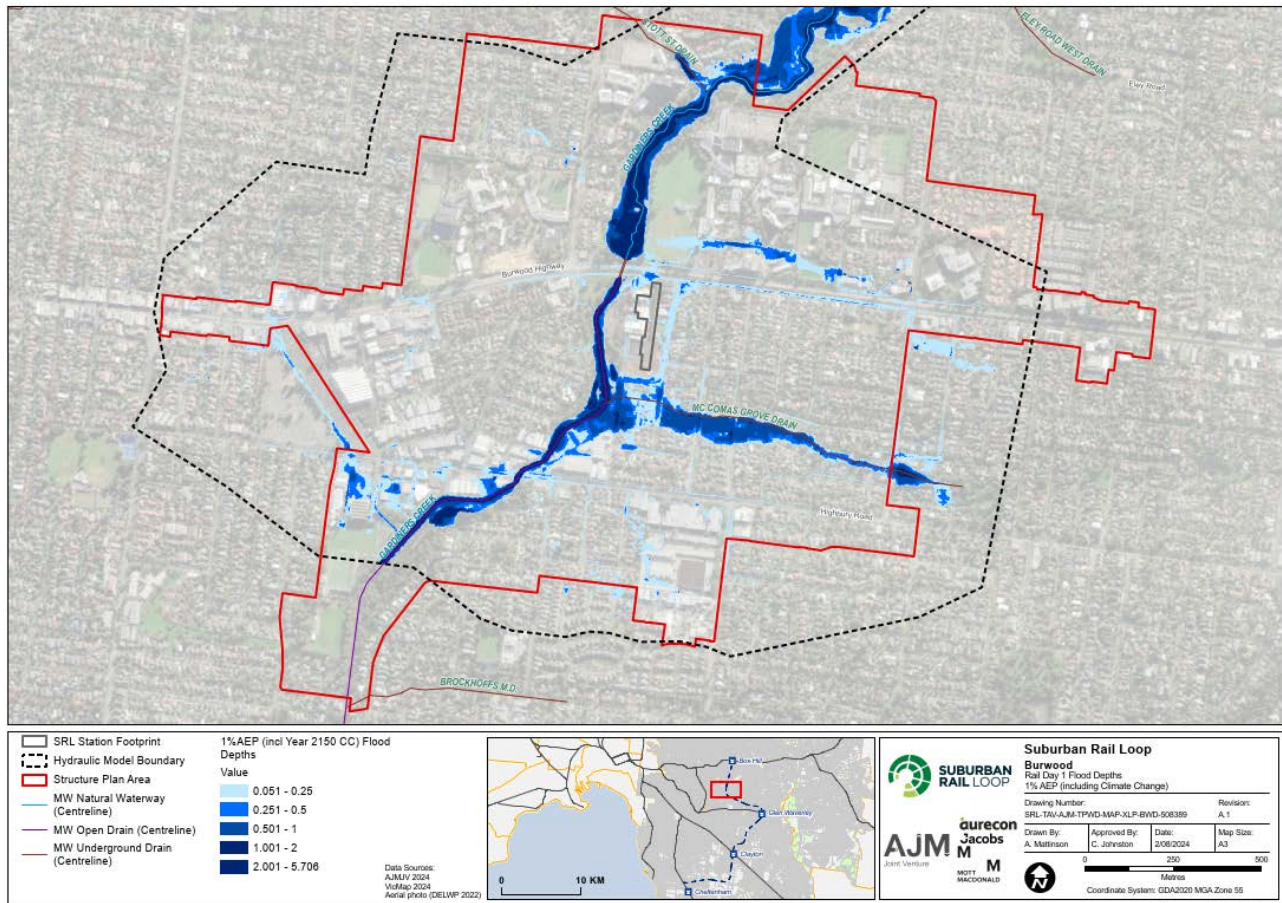 STOTT ST DRAIN
ELEY ROAD WEST DRAIN
Eley Road
GARDINERS CREEK
Burwood Highway
MC COMAS GROVE DRAIN
Highbury Road
GARDINERS CREEK
BROCKHOFFS M.D.
SRL Station Footprint
Hydraulic Model Boundary
Structure Plan Area
MW Natural Waterway
(Centreline)
MW Open Drain (Centreline)
MW Underground Drain
(Centreline)
1%AEP (incl Year 2150 CC) Flood
Depths
Value
0.051 - 0.25
0.251 - 0.5
0.501 - 1
1.001 - 2
2.001 - 5.706
Data Sources:
AJMJV 2024
VicMap 2024
Aerial photo (DELWP 2022)
Box Hill
Glen Waverley
Clayton
Cheltenham
0 10 KM
SUBURBAN
RAIL LOOP
AJM
Joint Venture
aurecon
Jacobs
M
M
MOTT
MACDONALD
Suburban Rail Loop
Burwood
Rail Day 1 Flood Depths
1% AEP (including Climate Change)
Drawing Number: Revision:
SRL-TAV-AJM-TPWD-MAP-XLP-BWD-508389 A.1
Drawn By: Approved By: Date: Map Size:
A. Mattinson C. Johnston 2/08/2024 A3
0 250 500
Metres
N
Coordinate System: GDA2020 MGA Zone 55